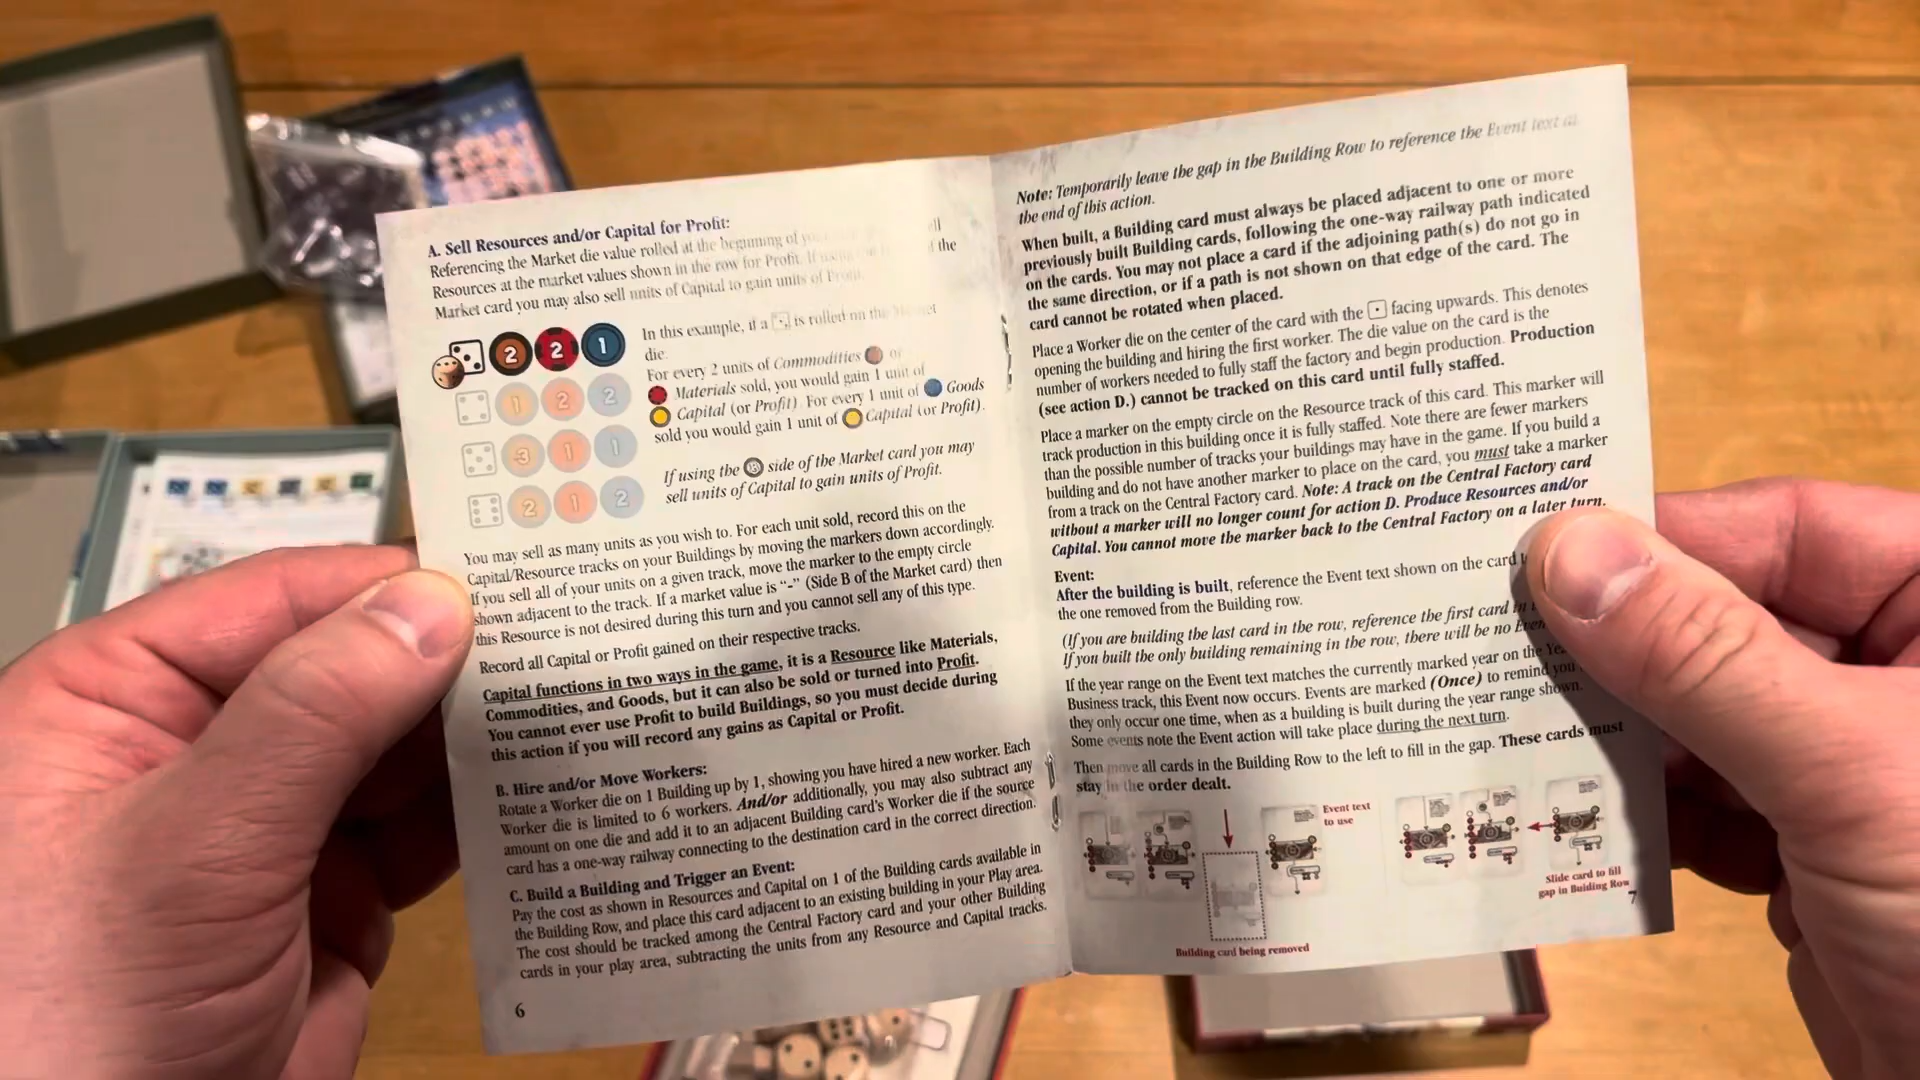 A. Sell Resources and/or Capital for Profit:
Referencing the Market die value rolled at the beginning of
Resources at the market values shown in the row for Profit. If using the
Market card you may also sell units of Capital to gain units of Profit.
2 2 1
1 2 2
3 1 1
2 1 2
In this example, if a is rolled on the Market
die:
For every 2 units of Commodities or
Materials sold, you would gain 1 unit of
Capital (or Profit). For every 1 unit of Goods
sold you would gain 1 unit of Capital (or Profit).
If using the side of the Market card you may
sell units of Capital to gain units of Profit.
You may sell as many units as you wish to. For each unit sold, record this on the
Capital/Resource tracks on your Buildings by moving the markers down accordingly.
If you sell all of your units on a given track, move the marker to the empty circle
shown adjacent to the track. If a market value is “-” (Side B of the Market card) then
this Resource is not desired during this turn and you cannot sell any of this type.
Record all Capital or Profit gained on their respective tracks.
Capital functions in two ways in the game, it is a Resource like Materials,
Commodities, and Goods, but it can also be sold or turned into Profit.
You cannot ever use Profit to build Buildings, so you must decide during
this action if you will record any gains as Capital or Profit.
B. Hire and/or Move Workers:
Rotate a Worker die on 1 Building up by 1, showing you have hired a new worker. Each
Worker die is limited to 6 workers. And/or additionally, you may also subtract any
amount on one die and add it to an adjacent Building card's Worker die if the source
card has a one-way railway connecting to the destination card in the correct direction.
C. Build a Building and Trigger an Event:
Pay the cost as shown in Resources and Capital on 1 of the Building cards available in
the Building Row, and place this card adjacent to an existing building in your Play area.
The cost should be tracked among the Central Factory card and your other Building
cards in your play area, subtracting the units from any Resource and Capital tracks.
6
Note: Temporarily leave the gap in the Building Row to reference the Event text at
the end of this action.
When built, a Building card must always be placed adjacent to one or more
previously built Building cards, following the one-way railway path indicated
on the cards. You may not place a card if the adjoining path(s) do not go in
the same direction, or if a path is not shown on that edge of the card. The
card cannot be rotated when placed.
Place a Worker die on the center of the card with the facing upwards. This denotes
opening the building and hiring the first worker. The die value on the card is the
number of workers needed to fully staff the factory and begin production. Production
(see action D.) cannot be tracked on this card until fully staffed.
Place a marker on the empty circle on the Resource track of this card. This marker will
track production in this building once it is fully staffed. Note there are fewer markers
than the possible number of tracks your buildings may have in the game. If you build a
building and do not have another marker to place on the card, you must take a marker
from a track on the Central Factory card. Note: A track on the Central Factory card
without a marker will no longer count for action D. Produce Resources and/or
Capital. You cannot move the marker back to the Central Factory on a later turn.
Event:
After the building is built, reference the Event text shown on the card
the one removed from the Building row.
(If you are building the last card in the row, reference the first card in
If you built the only building remaining in the row, there will be no
If the year range on the Event text matches the currently marked year on the
Business track, this Event now occurs. Events are marked (Once) to remind you
they only occur one time, when as a building is built during the year range shown.
Some events note the Event action will take place during the next turn.
Then move all cards in the Building Row to the left to fill in the gap. These cards must
stay in the order dealt.
Event text
to use
Building card being removed
Slide card to fill
gap in Buiding Row
7